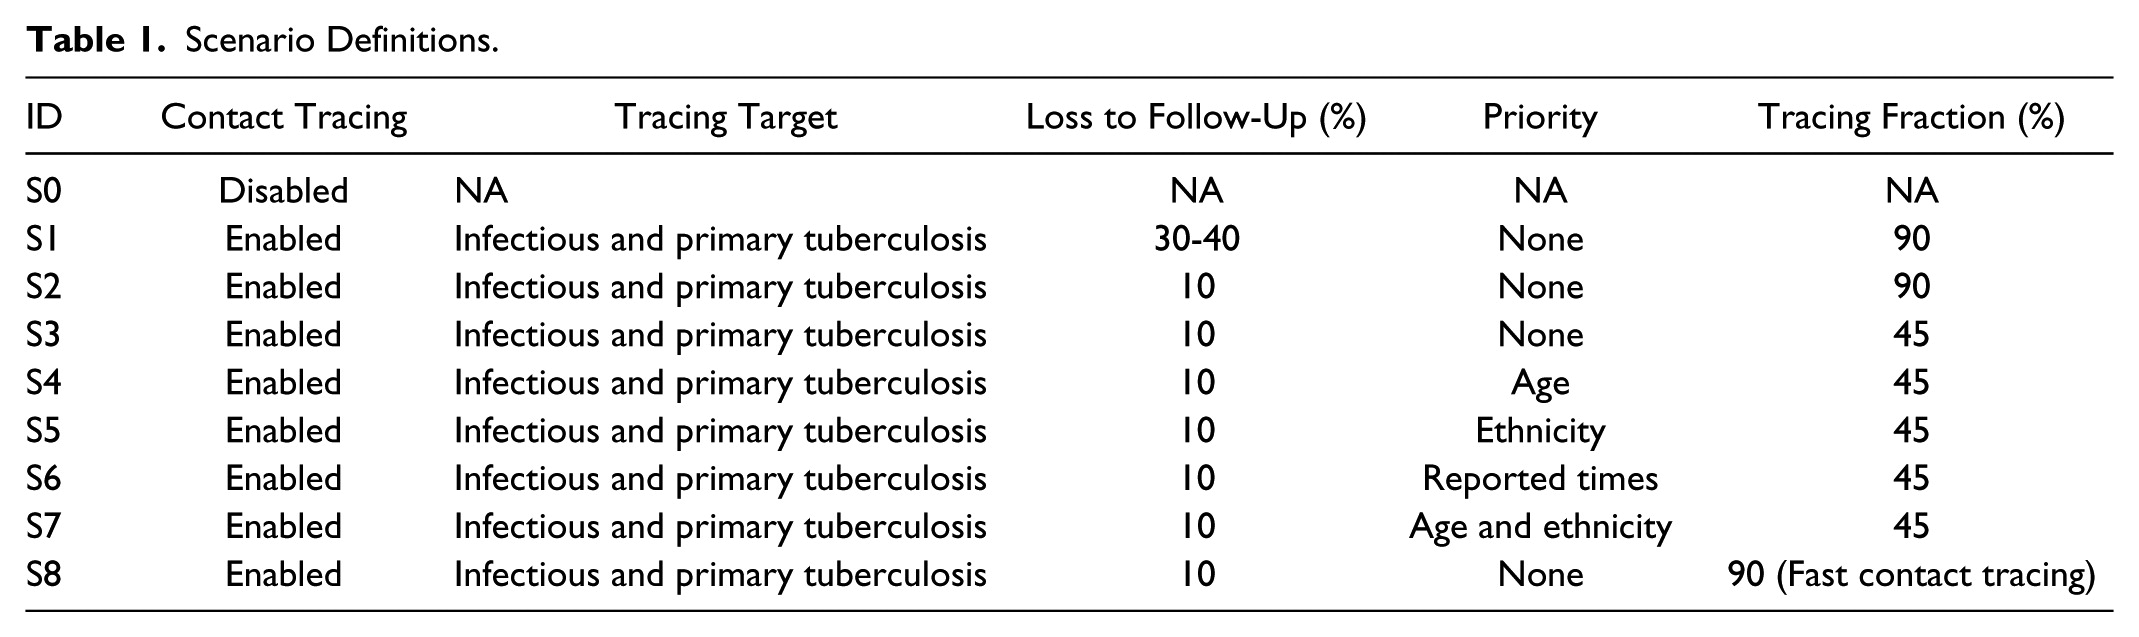 Table 1. Scenario Definitions.
ID Contact Tracing Tracing Target Loss to Follow-Up (%) Priority Tracing Fraction (%)
S0 Disabled NA NA NA NA
S1 Enabled Infectious and primary tuberculosis 30-40 None 90
S2 Enabled Infectious and primary tuberculosis 10 None 90
S3 Enabled Infectious and primary tuberculosis 10 None 45
S4 Enabled Infectious and primary tuberculosis 10 Age 45
S5 Enabled Infectious and primary tuberculosis 10 Ethnicity 45
S6 Enabled Infectious and primary tuberculosis 10 Reported times 45
S7 Enabled Infectious and primary tuberculosis 10 Age and ethnicity 45
S8 Enabled Infectious and primary tuberculosis 10 None 90 (Fast contact tracing)